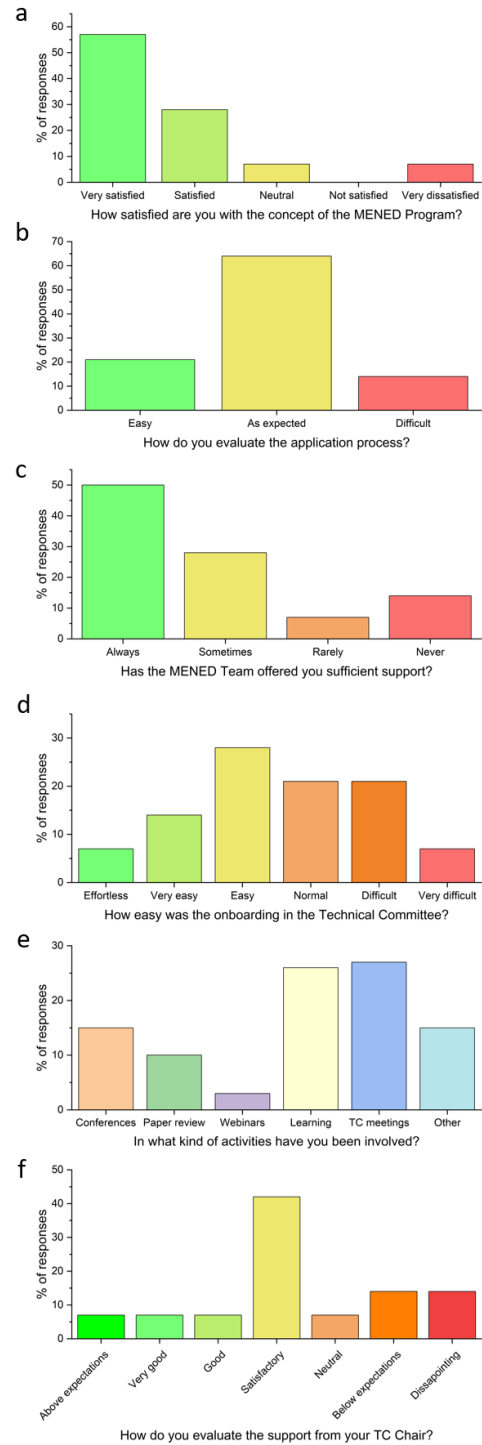 a
60
50
40
30
20
10
0
% of responses
Very satisfied Satisfied Neutral Not satisfied Very dissatisfied
How satisfied are you with the concept of the MENED Program?
b
70
60
50
40
30
20
10
0
% of responses
Easy As expected Difficult
How do you evaluate the application process?
c
50
40
30
20
10
0
% of responses
Always Sometimes Rarely Never
Has the MENED Team offered you sufficient support?
d
30
20
10
0
% of responses
Effortless Very easy Easy Normal Difficult Very difficult
How easy was the onboarding in the Technical Committee?
e
30
20
10
0
% of responses
Conferences Paper review Webinars Learning TC meetings Other
In what kind of activities have you been involved?
f
50
40
30
20
10
0
% of responses
Above expectations Very good Good Satisfactory Neutral Below expectations Dissapointing
How do you evaluate the support from your TC Chair?